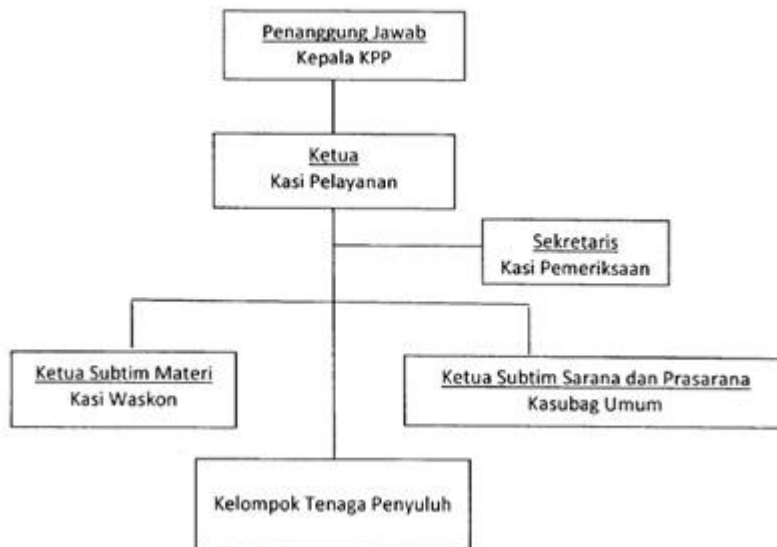 Penanggung Jawab
Kepala KPP
Ketua
Kasi Pelayanan
Sekretaris
Kasi Pemeriksaan
Ketua Subtim Materi
Kasi Waskon
Ketua Subtim Sarana dan Prasarana
Kasubag Umum
Kelompok Tenaga Penyuluh